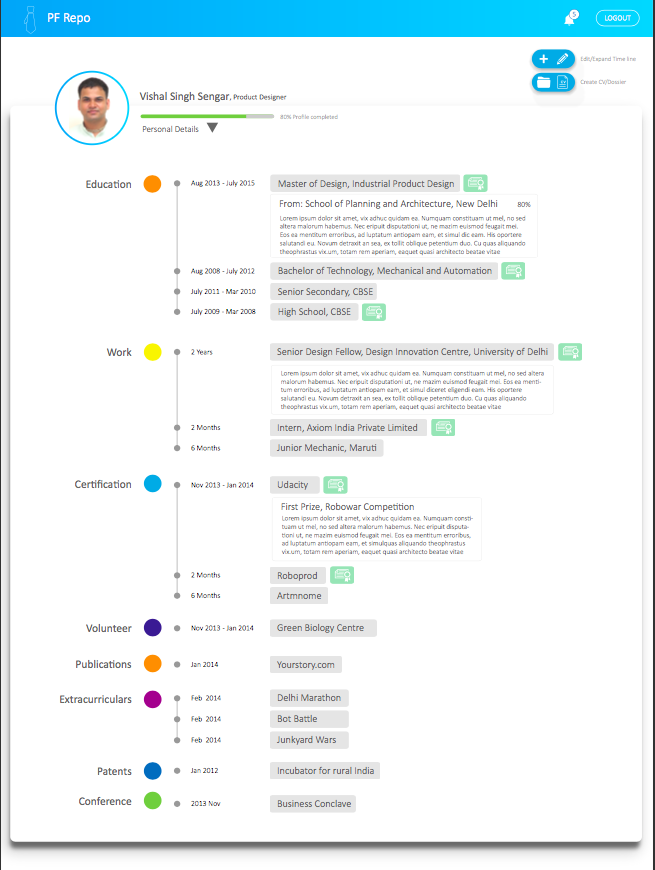 PF Repo
5
LOGOUT
Edit/Expand Time line
Create CV/Dossier
Vishal Singh Sengar, Product Designer
80% Profile completed
Personal Details
Education
Aug 2013 - July 2015
Master of Design, Industrial Product Design
From: School of Planning and Architecture, New Delhi 80%
Lorem ipsum dolor sit amet, vix adhuc quidam ea. Numquam constituam ut mel, no sed
altera malorum habemus. Nec eripuit disputationi ut, ne mazim euismod feugait mei.
Eos ea mentitum erroribus, ad luptatum antiopam eam, et simul dic eam. His oportere
salutandi eu. Novum detraxit an sea, ex tollit oblique petentium duo. Cu quas aliquando
theophrastus vix.um, totam rem aperiam, eaquet quasi architecto beatae vitae
Aug 2008 - July 2012
Bachelor of Technology, Mechanical and Automation
July 2011 - Mar 2010
Senior Secondary, CBSE
July 2009 - Mar 2008
High School, CBSE
Work
2 Years
Senior Design Fellow, Design Innovation Centre, University of Delhi
Lorem ipsum dolor sit amet, vix adhuc quidam ea. Numquam constituam ut mel, no sed altera
malorum habemus. Nec eripuit disputationi ut, ne mazim euismod feugait mei. Eos ea menti-
tum erroribus, ad luptatum antiopam eam, et simul diceret eligendi eam. His oportere
salutandi eu. Novum detraxit an sea, ex tollit oblique petentium duo. Cu quas aliquando
theophrastus vix.um, totam rem aperiam, eaquet quasi architecto beatae vitae
2 Months
Intern, Axiom India Private Limited
6 Months
Junior Mechanic, Maruti
Certification
Nov 2013 - Jan 2014
Udacity
First Prize, Robowar Competition
Lorem ipsum dolor sit amet, vix adhuc quidam ea. Numquam consti-
tuam ut mel, no sed altera malorum habemus. Nec eripuit disputa-
tioni ut, ne mazim euismod feugait mei. Eos ea mentitum erroribus,
ad luptatum antiopam eam, et simulquas aliquando theophrastus
vix.um, totam rem aperiam, eaquet quasi architecto beatae vitae
2 Months
Roboprod
6 Months
Artmnome
Volunteer
Nov 2013 - Jan 2014
Green Biology Centre
Publications
Jan 2014
Yourstory.com
Extracurriculars
Feb 2014
Delhi Marathon
Feb 2014
Bot Battle
Feb 2014
Junkyard Wars
Patents
Jan 2012
Incubator for rural India
Conference
2013 Nov
Business Conclave